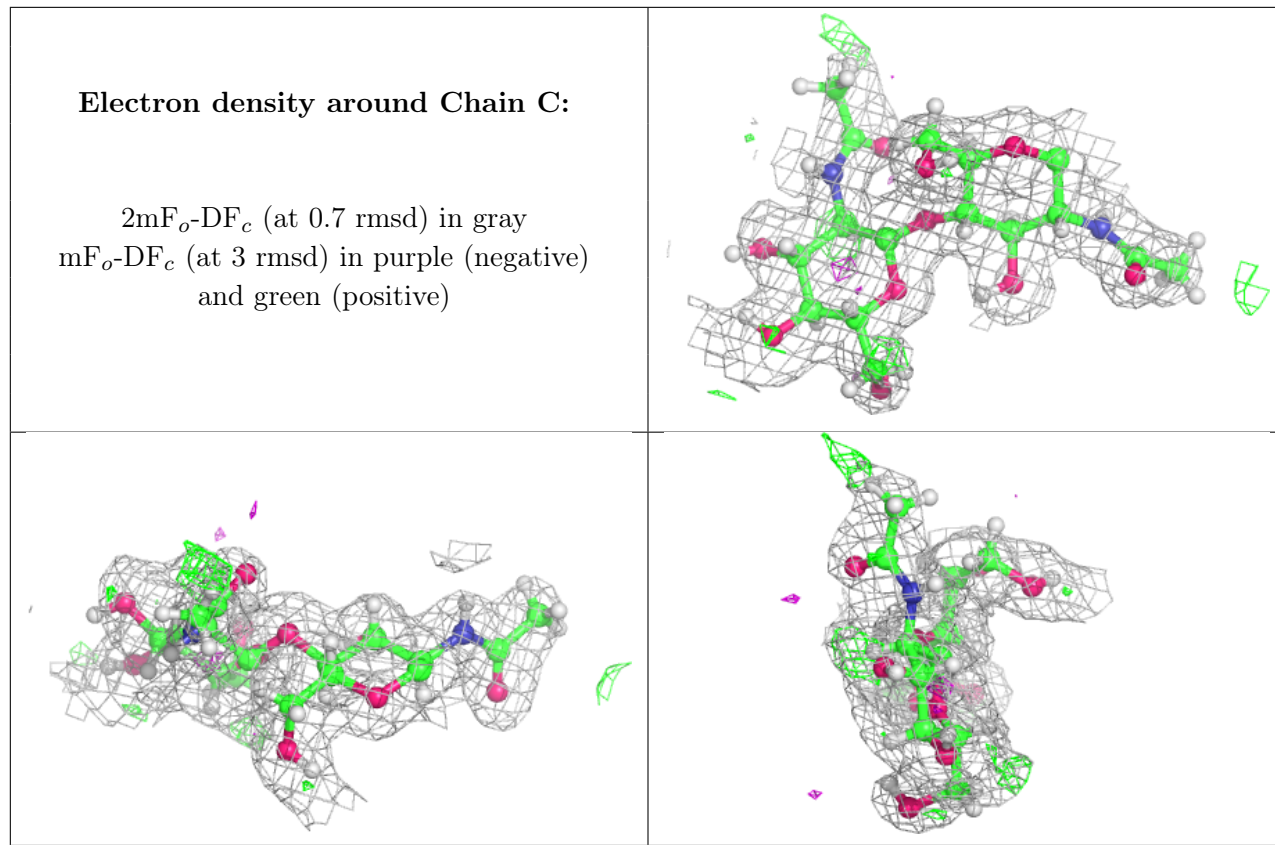 Electron density around Chain C:
2mFₒ-DF𝒸 (at 0.7 rmsd) in gray
mFₒ-DF𝒸 (at 3 rmsd) in purple (negative)
and green (positive)